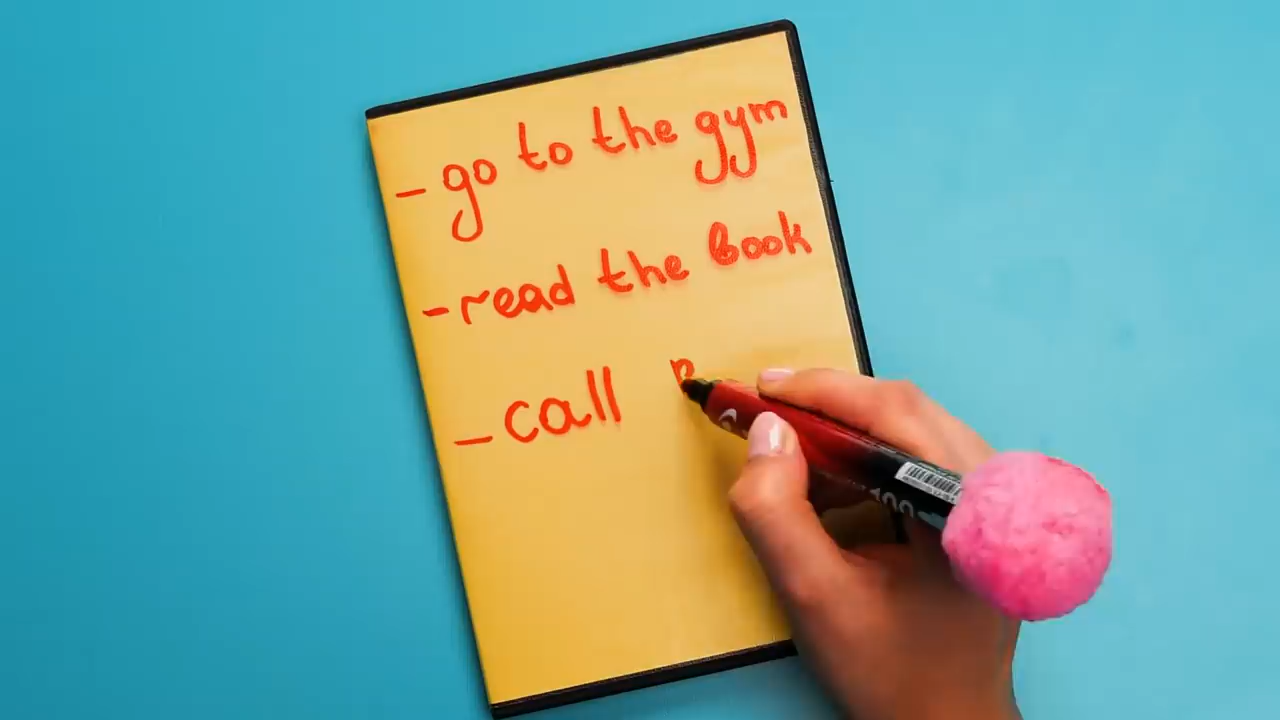 - go to the gym
- read the book
- call